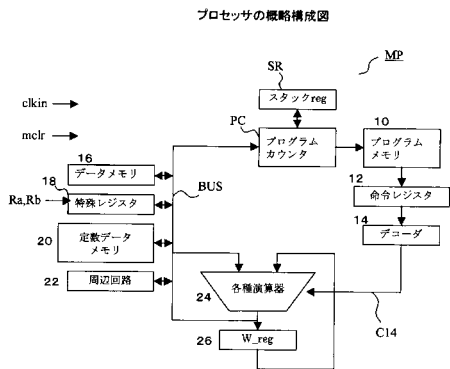 プロセッサの概略構成図
MP
SR
スタックreg
clkin
mclr
PC
プログラム
カウンタ
10
プログラム
メモリ
16
データメモリ
BUS
12
命令レジスタ
18
Ra,Rb
特殊レジスタ
14
デコーダ
20
定数データ
メモリ
22
周辺回路
24
各種演算器
C14
26
W_reg